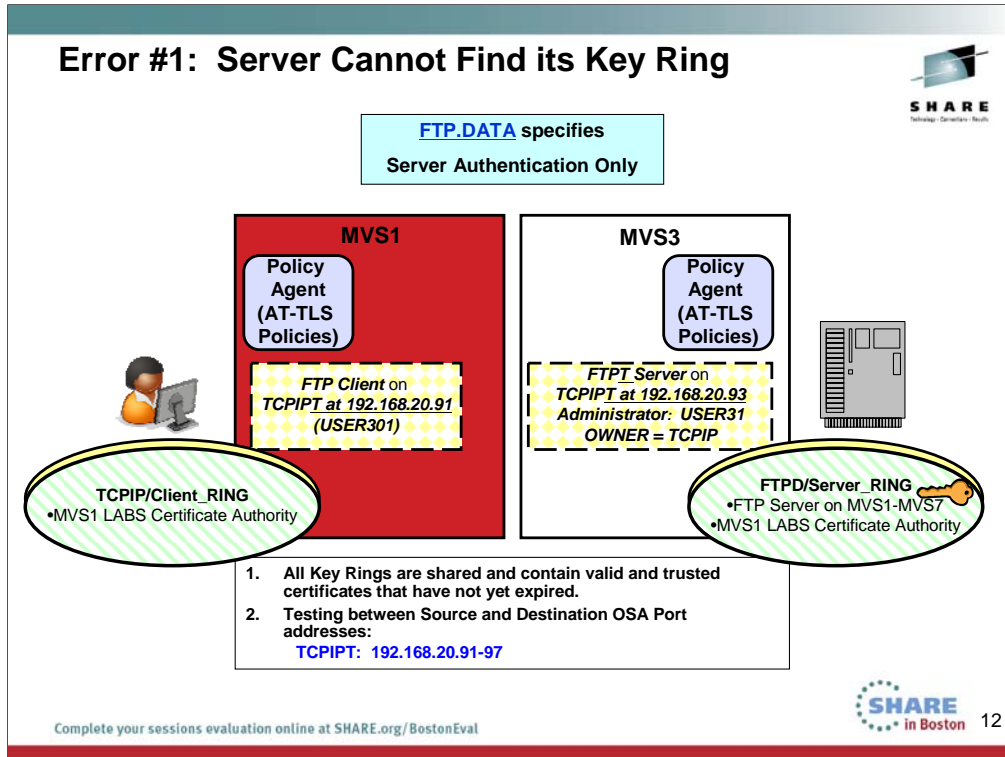 Error #1: Server Cannot Find its Key Ring
SHARE
Technology - Connections - Results
FTP.DATA specifies
Server Authentication Only
MVS1
Policy
Agent
(AT-TLS
Policies)
FTP Client on
TCPIPT at 192.168.20.91
(USER301)
MVS3
Policy
Agent
(AT-TLS
Policies)
FTPT Server on
TCPIPT at 192.168.20.93
Administrator: USER31
OWNER = TCPIP
TCPIP/Client_RING
•MVS1 LABS Certificate Authority
FTPD/Server_RING
•FTP Server on MVS1-MVS7
•MVS1 LABS Certificate Authority
1. All Key Rings are shared and contain valid and trusted
certificates that have not yet expired.
2. Testing between Source and Destination OSA Port
addresses:
TCPIPT: 192.168.20.91-97
Complete your sessions evaluation online at SHARE.org/BostonEval
SHARE
in Boston
12